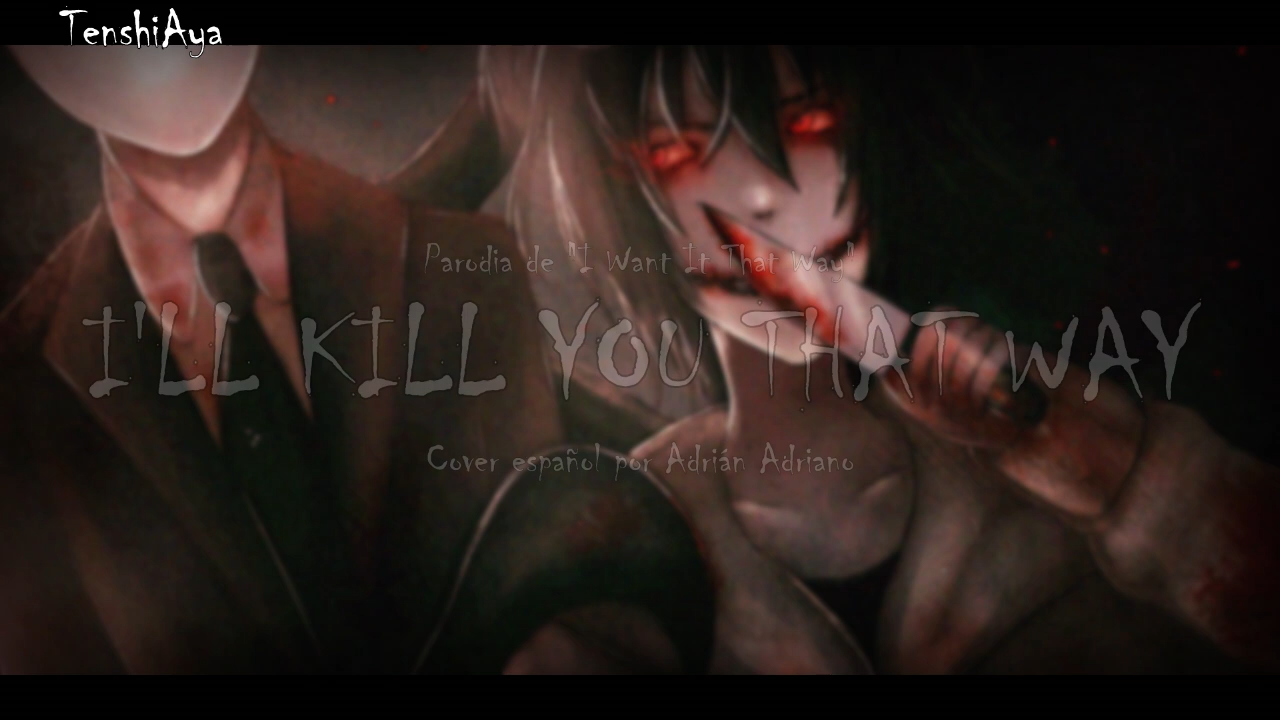 TenshiAya
Parodia de "I Want It That Way"
I'LL KILL YOU THAT WAY
Cover español por Adrián Adriano